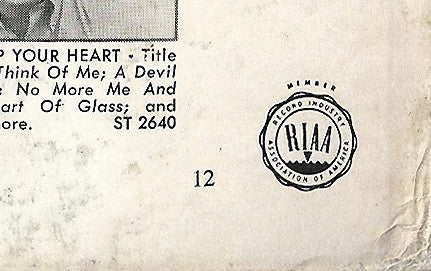 P YOUR HEART - Title
Think Of Me; A Devil
No More Me And
art Of Glass; and
ore. ST 2640
12
MEMBER
RECORD INDUSTRY
RIAA
ASSOCIATION OF AMERICA